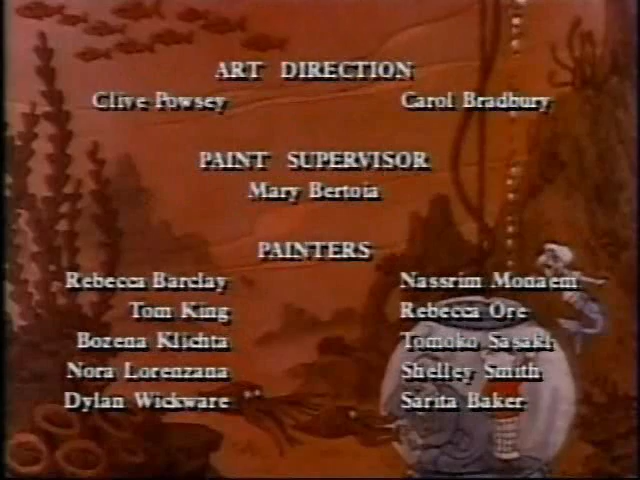 ART DIRECTION
Clive Powsey Carol Bradbury
PAINT SUPERVISOR
Mary Bertoia
PAINTERS
Rebecca Barclay Nassrim Monaem
Tom King Rebecca Ore
Bozena Klichta Tomoko Sasaki
Nora Lorenzana Shelley Smith
Dylan Wickware Sarita Baker